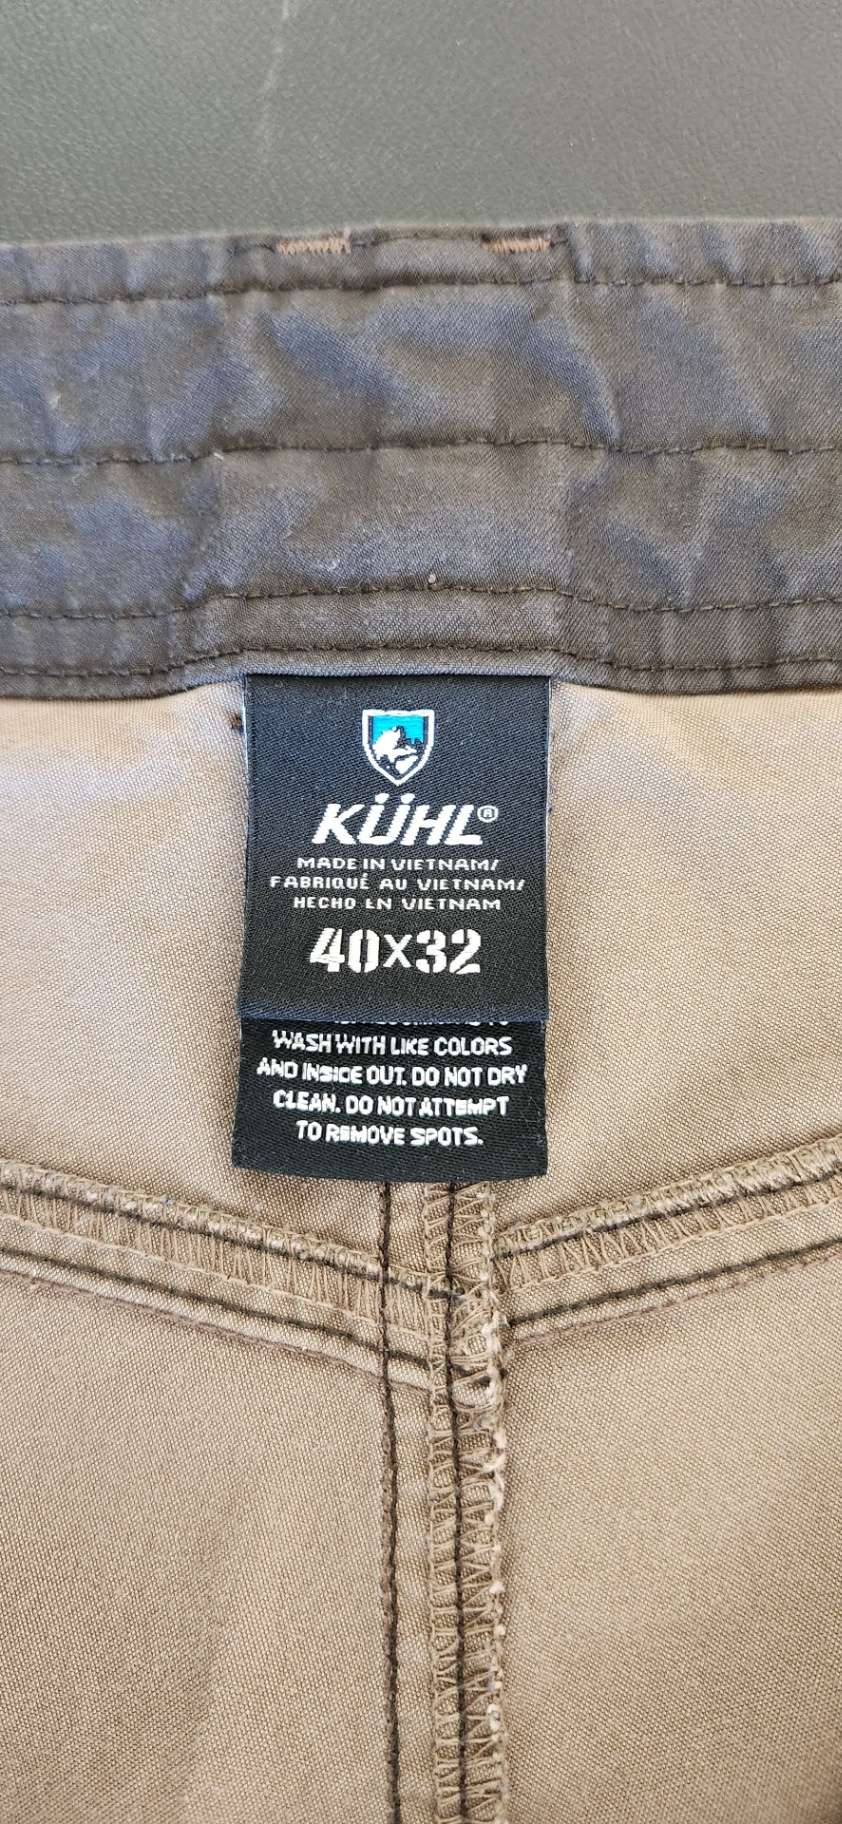 KÜHL®
MADE IN VIETNAM/
FABRIQUÉ AU VIETNAM/
HECHO EN VIETNAM
40X32
WASH WITH LIKE COLORS
AND INSIDE OUT. DO NOT DRY
CLEAN. DO NOT ATTEMPT
TO REMOVE SPOTS.